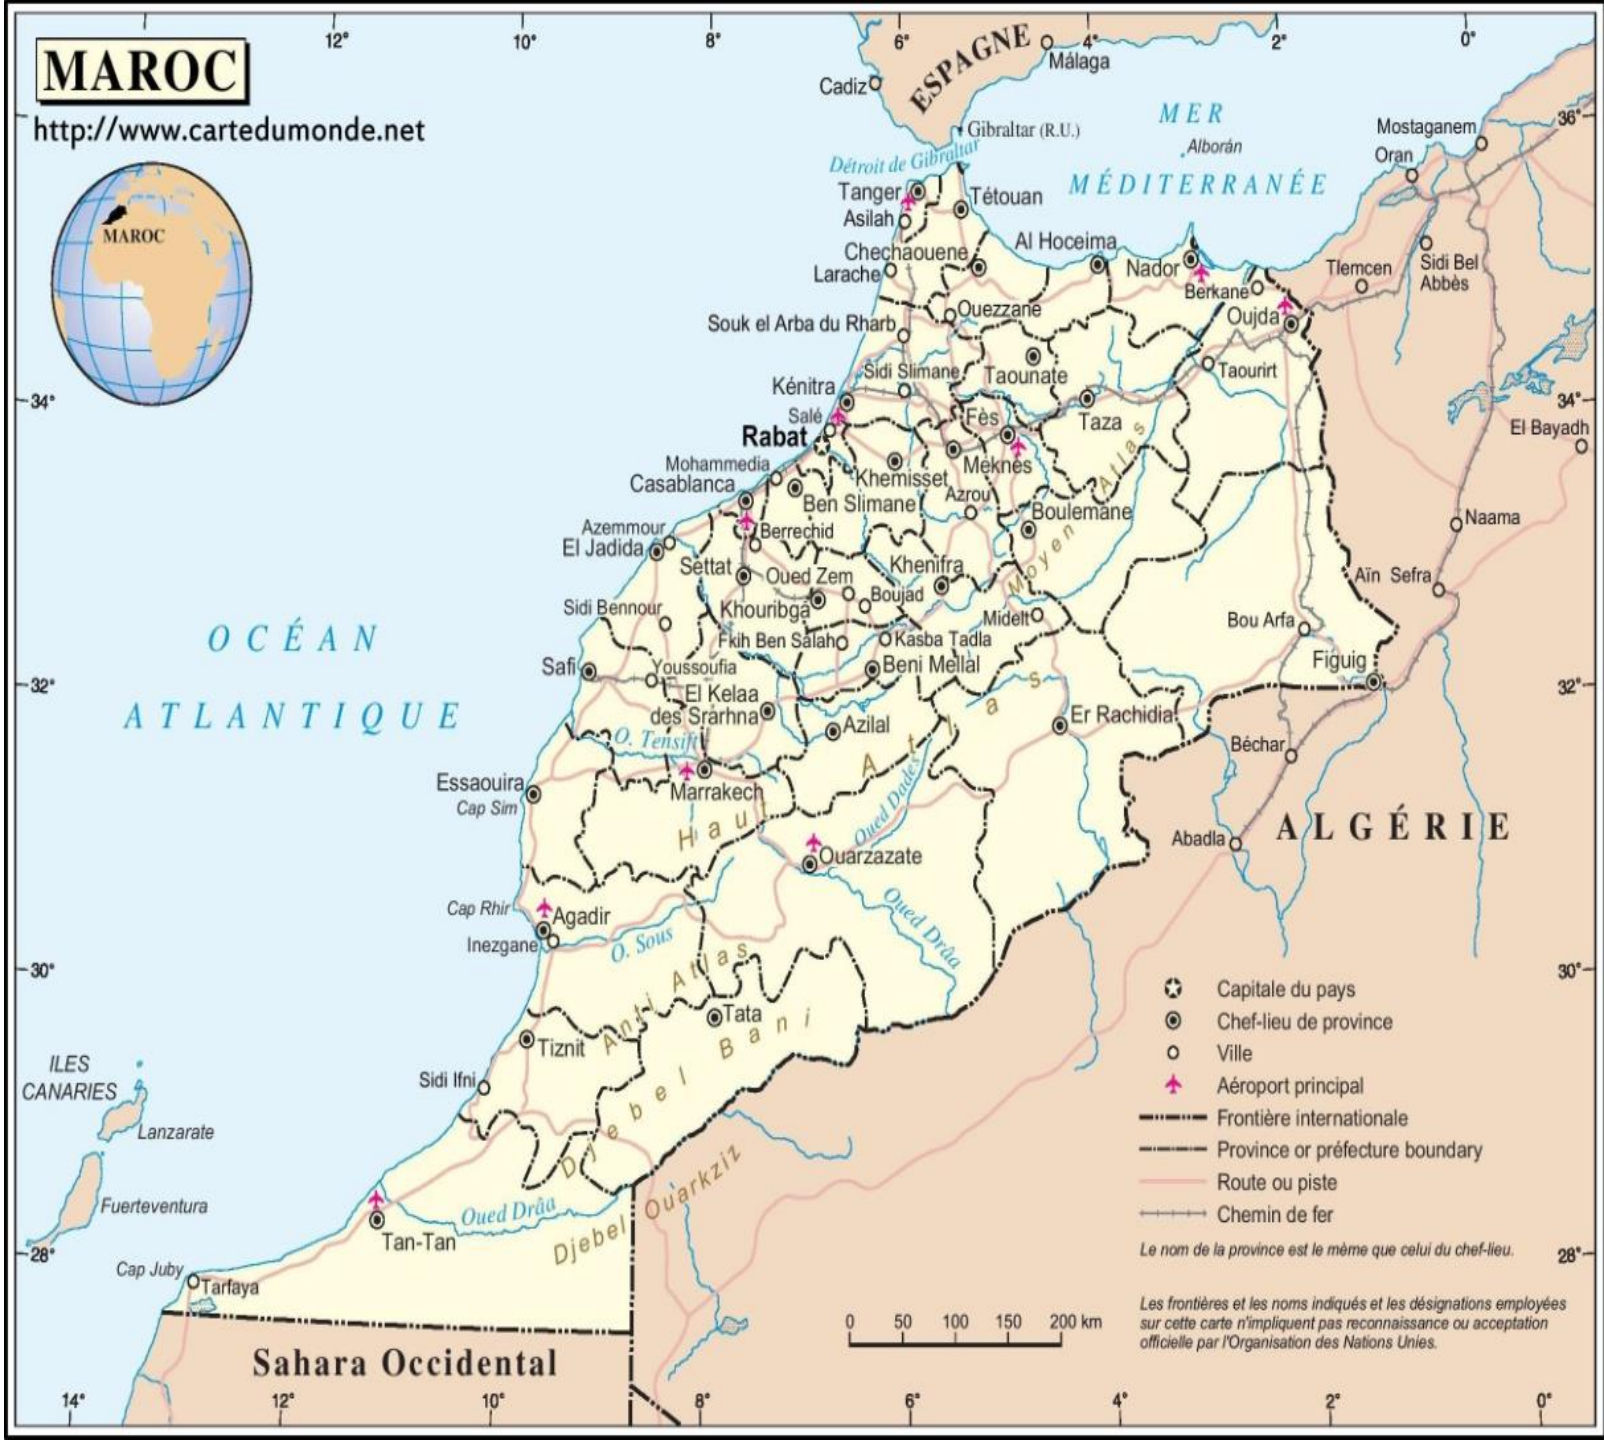 12°
10°
8°
6°
4°
2°
0°
MAROC
http://www.cartedumonde.net
MAROC
ESPAGNE
Málaga
Cadiz
Gibraltar (R.U.)
Détroit de Gibraltar
MER
MÉDITERRANÉE
Alborán
36°
36°
Mostaganem
Oran
Tanger
Tétouan
Asilah
Chechaouene
Al Hoceima
Larache
Nador
Berkane
Tlemcen
Sidi Bel
Abbès
Oujda
Ouezzane
Souk el Arba du Rharb
Sidi Slimane
Taounate
Taourirt
Kénitra
34°
34°
Salé
Fès
Taza
El Bayadh
Rabat
Mohammedia
Meknès
Khemisset
Casablanca
Azrou
Ben Slimane
Boulemane
Moyen Atlas
Naama
Azemmour
Berrechid
El Jadida
Settat
Oued Zem
Khenifra
Aïn Sefra
Khouribga
Boujad
Sidi Bennour
Midelt
Bou Arfa
Fkih Ben Salah
Kasba Tadla
OCÉAN
ATLANTIQUE
Safi
Youssoufia
Beni Mellal
Figuig
32°
32°
El Kelaa
des Srarhna
Azilal
Er Rachidia
O. Tensift
Béchar
Essaouira
Cap Sim
Marrakech
Haut Atlas
Oued Dadès
ALGÉRIE
Abadla
Ouarzazate
Cap Rhir
Agadir
Oued Drâa
Inezgane
O. Sous
30°
30°
Anti Atlas
Tata
Djebel Bani
Tiznit
Sidi Ifni
ILES
CANARIES
Lanzarate
Fuerteventura
Djebel Ouarkziz
Oued Drâa
Tan-Tan
28°
28°
Cap Juby
Tarfaya
Sahara Occidental
Capitale du pays
Chef-lieu de province
Ville
Aéroport principal
Frontière internationale
Province or préfecture boundary
Route ou piste
Chemin de fer
Le nom de la province est le mème que celui du chef-lieu.
Les frontières et les noms indiqués et les désignations employées
sur cette carte n'impliquent pas reconnaissance ou acceptation
officielle par l'Organisation des Nations Unies.
0 50 100 150 200 km
14°
12°
10°
8°
6°
4°
2°
0°